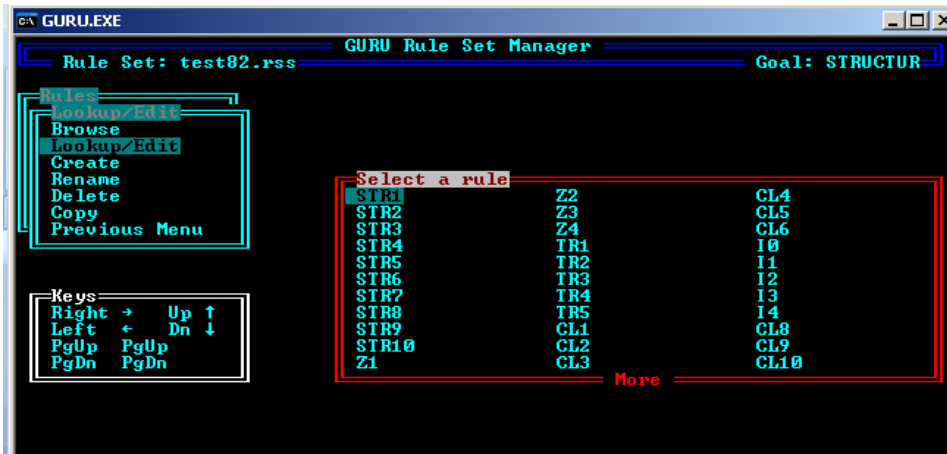 GURU.EXE
GURU Rule Set Manager
Rule Set: test82.rss Goal: STRUCTUR
Rules
Lookup/Edit
Browse
Lookup/Edit
Create
Rename
Delete
Copy
Previous Menu
Keys
Right → Up ↑
Left ← Dn ↓
PgUp PgUp
PgDn PgDn
Select a rule
STR1 Z2 CL4
STR2 Z3 CL5
STR3 Z4 CL6
STR4 TR1 I0
STR5 TR2 I1
STR6 TR3 I2
STR7 TR4 I3
STR8 TR5 I4
STR9 CL1 CL8
STR10 CL2 CL9
Z1 CL3 CL10
More